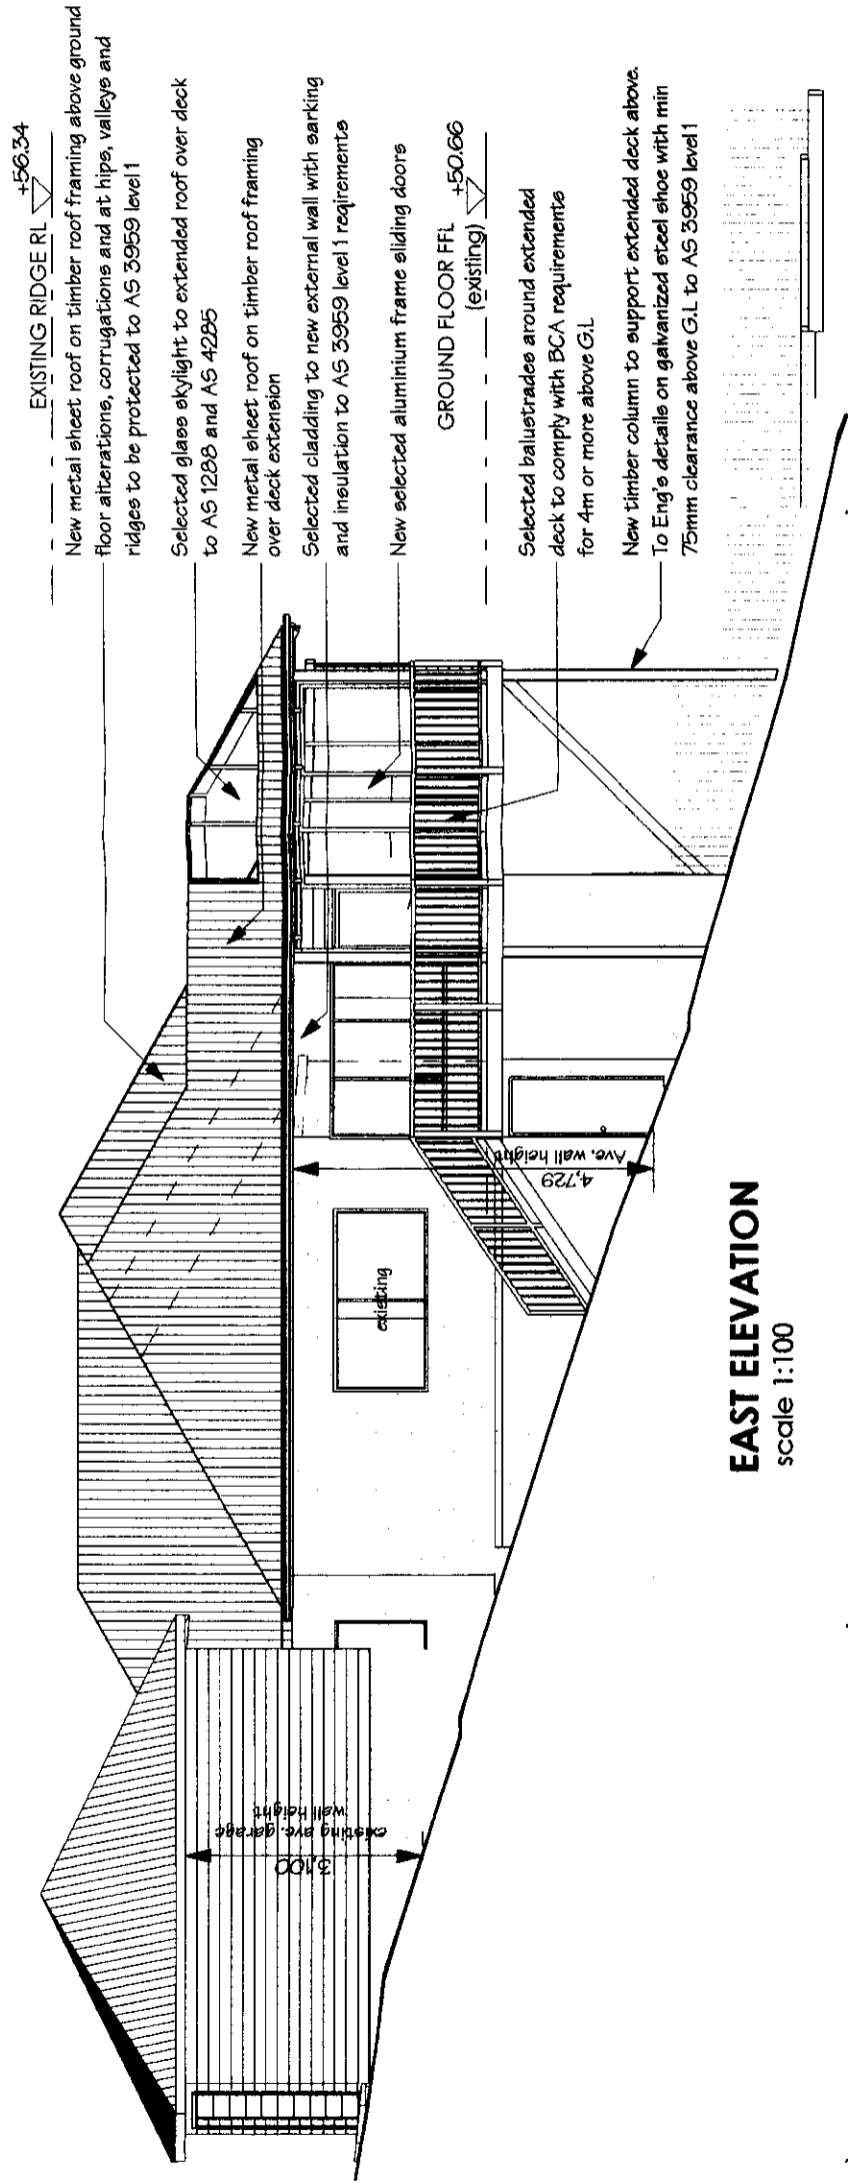 EXISTING RIDGE RL +56.34
New metal sheet roof on timber roof framing above ground
floor alterations, corrugations and at hips, valleys and
ridges to be protected to AS 3959 level 1
Selected glass skylight to extended roof over deck
to AS 1288 and AS 4285
New metal sheet roof on timber roof framing
over deck extension
Selected cladding to new external wall with sarking
and insulation to AS 3959 level 1 reqirements
New selected aluminium frame sliding doors
GROUND FLOOR FFL +50.66
(existing)
Selected balustrades around extended
deck to comply with BCA requirements
for 4m or more above G.L
New timber column to support extended deck above.
To Eng's details on galvanized steel shoe with min
75mm clearance above G.L to AS 3959 level 1
existing
4,729
Ave. wall height
3,100
existing ave. garage
wall height
EAST ELEVATION
scale 1:100